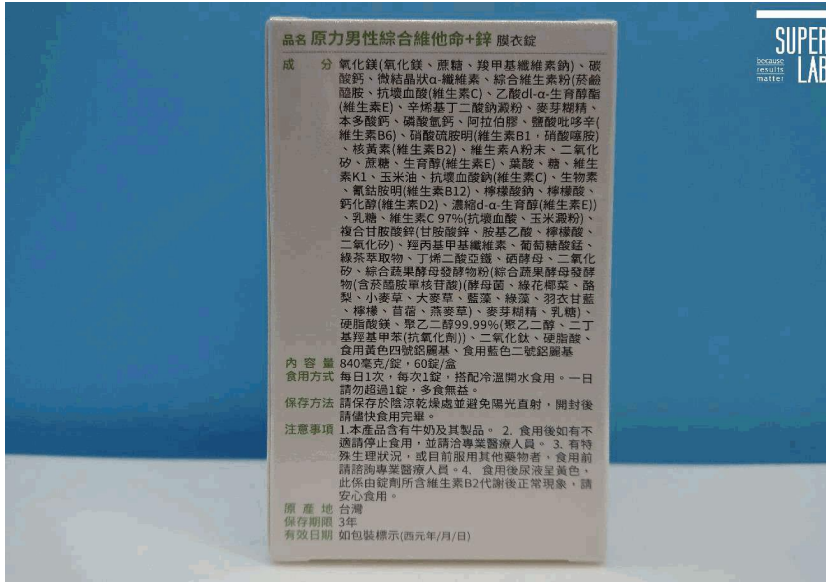 品名 原力男性綜合維他命+鋅 膜衣錠
成分 氧化鎂(氧化鎂、蔗糖、羧甲基纖維素鈉)、碳
酸鈣、微結晶狀α-纖維素、綜合維生素粉(菸鹼
醯胺、抗壞血酸(維生素C)、乙酸dl-α-生育醇酯
(維生素E)、辛烯基丁二酸鈉澱粉、麥芽糊精、
本多酸鈣、磷酸氫鈣、阿拉伯膠、鹽酸吡哆辛(
維生素B6)、硝酸硫胺明(維生素B1,硝酸噻胺)
、核黃素(維生素B2)、維生素A粉末、二氧化
矽、蔗糖、生育醇(維生素E)、葉酸、糖、維生
素K1、玉米油、抗壞血酸鈉(維生素C)、生物素
、氰鈷胺明(維生素B12)、檸檬酸鈉、檸檬酸、
鈣化醇(維生素D2)、濃縮d-α-生育醇(維生素E))
、乳糖、維生素C 97%(抗壞血酸、玉米澱粉)、
複合甘胺酸鋅(甘胺酸鋅、胺基乙酸、檸檬酸、
二氧化矽)、羥丙基甲基纖維素、葡萄糖酸錳、
綠茶萃取物、丁烯二酸亞鐵、硒酵母、二氧化
矽、綜合蔬果酵母發酵物粉(綜合蔬果酵母發酵
物(含菸醯胺單核苷酸)(酵母菌、綠花椰菜、酪
梨、小麥草、大麥草、藍藻、綠藻、羽衣甘藍
、檸檬、苜蓿、燕麥草)、麥芽糊精、乳糖)、
硬脂酸鎂、聚乙二醇99.99%(聚乙二醇、二丁
基羥基甲苯(抗氧化劑))、二氧化鈦、硬脂酸、
食用黃色四號鋁麗基、食用藍色二號鋁麗基
內容量 840毫克/錠,60錠/盒
食用方式 每日1次,每次1錠,搭配冷溫開水食用。一日
請勿超過1錠,多食無益。
保存方法 請保存於陰涼乾燥處並避免陽光直射,開封後
請儘快食用完畢。
注意事項 1.本產品含有牛奶及其製品。 2. 食用後如有不
適請停止食用,並請洽專業醫療人員。 3. 有特
殊生理狀況,或目前服用其他藥物者,食用前
請諮詢專業醫療人員。4. 食用後尿液呈黃色,
此係由錠劑所含維生素B2代謝後正常現象,請
安心食用。
原產地 台灣
保存期限 3年
有效日期 如包裝標示(西元年/月/日)
SUPER
because
results
matter
LAB